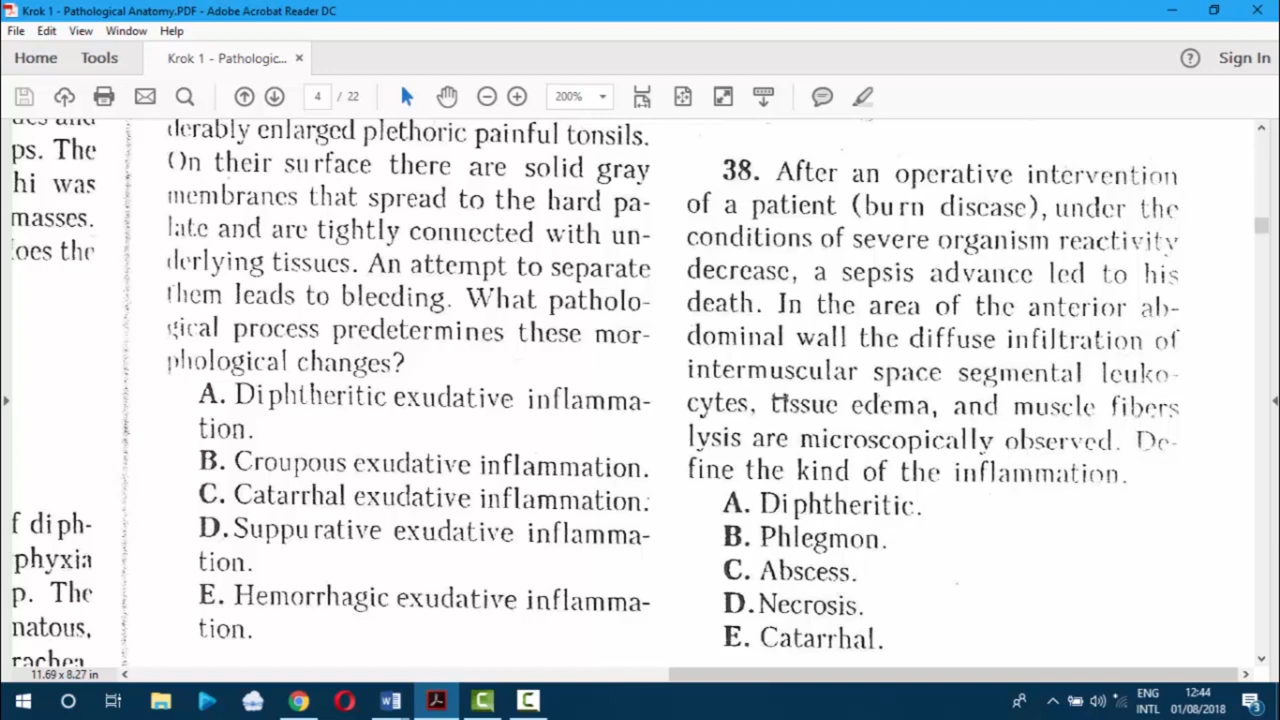 Krok 1 - Pathological Anatomy.PDF - Adobe Acrobat Reader DC
File Edit View Window Help
Home Tools Krok 1 - Pathologic... × ? Sign In
4 / 22 200%
ps. The
hi was
masses.
does the
f diph-
phyxia
p. The
natous,
rachea
derably enlarged plethoric painful tonsils.
On their surface there are solid gray
membranes that spread to the hard pa-
late and are tightly connected with un-
derlying tissues. An attempt to separate
them leads to bleeding. What patholo-
gical process predetermines these mor-
phological changes?
A. Diphtheritic exudative inflamma-
tion.
B. Croupous exudative inflammation.
C. Catarrhal exudative inflammation.
D. Suppurative exudative inflamma-
tion.
E. Hemorrhagic exudative inflamma-
tion.
38. After an operative intervention
of a patient (burn disease), under the
conditions of severe organism reactivity
decrease, a sepsis advance led to his
death. In the area of the anterior ab-
dominal wall the diffuse infiltration of
intermuscular space segmental leuko-
cytes, tissue edema, and muscle fibers
lysis are microscopically observed. De-
fine the kind of the inflammation.
A. Diphtheritic.
B. Phlegmon.
C. Abscess.
D. Necrosis.
E. Catarrhal.
11.69 x 8.27 in
ENG
INTL
12:44
01/08/2018
3